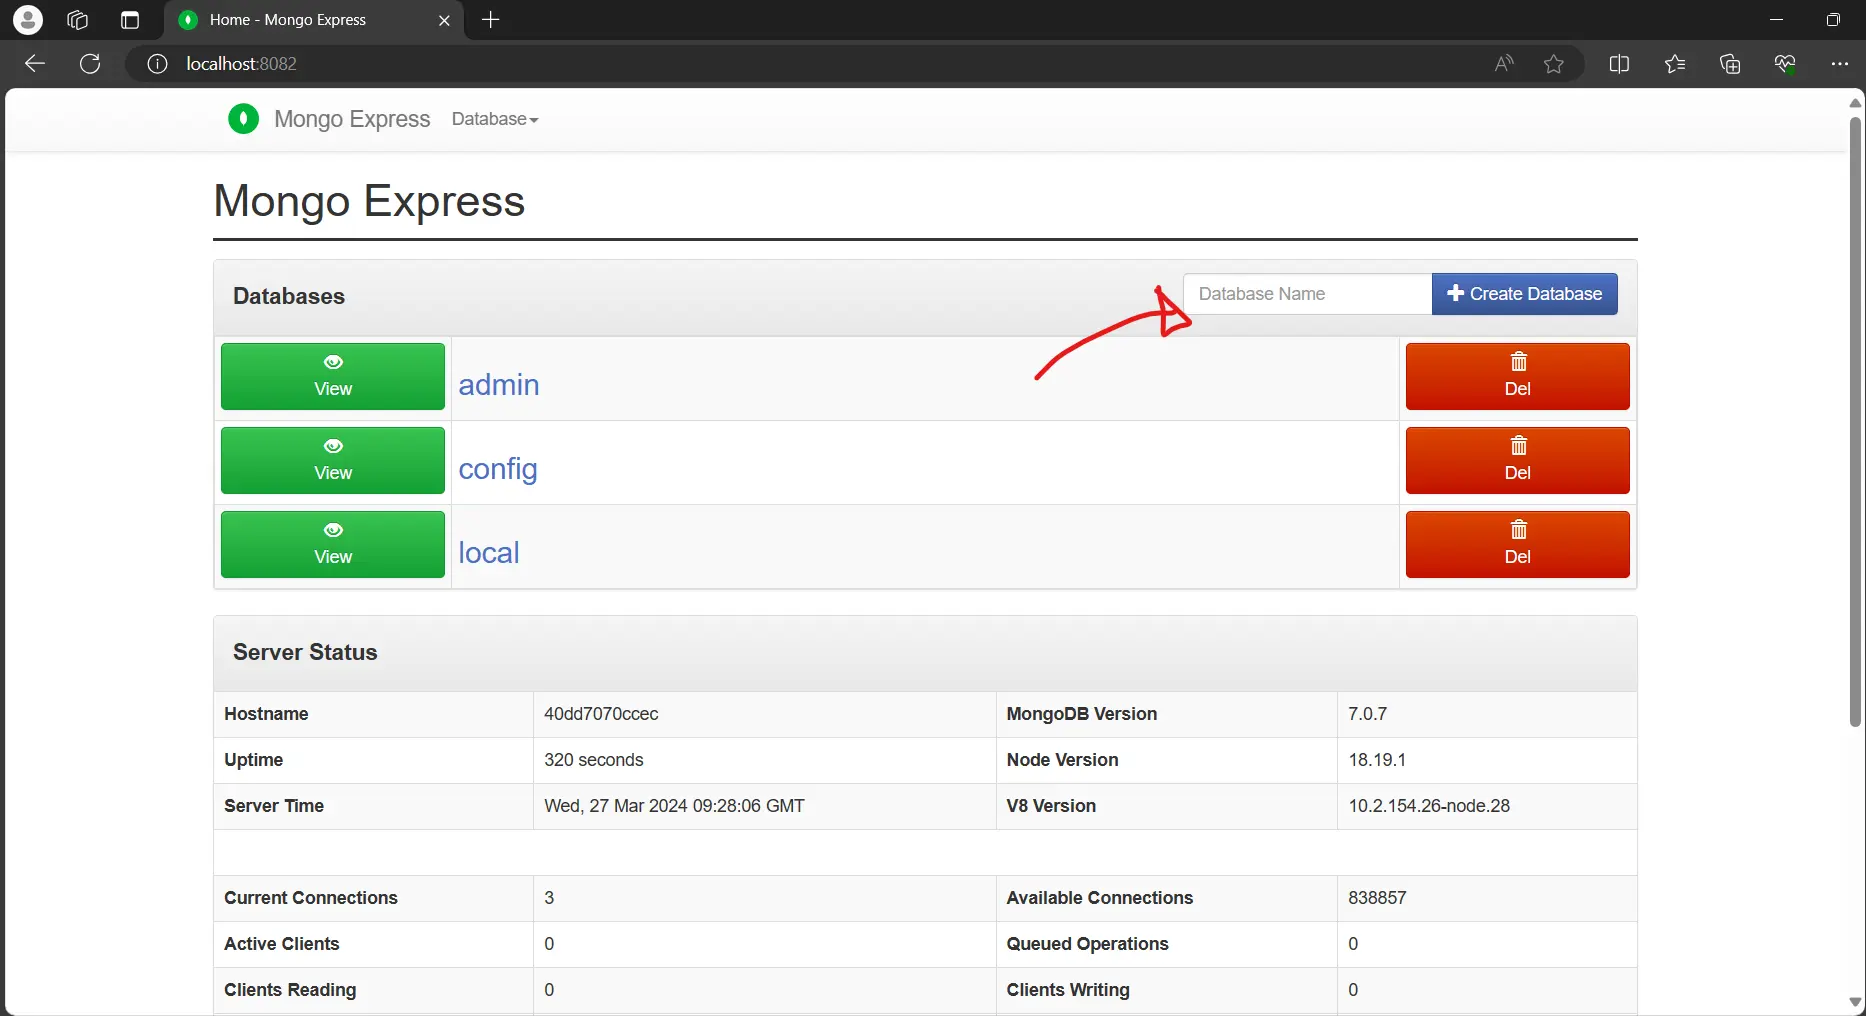 Home - Mongo Express
localhost:8082
Mongo Express Database
Mongo Express
Databases
Database Name
Create Database
View
admin
Del
View
config
Del
View
local
Del
Server Status
Hostname 40dd7070ccec MongoDB Version 7.0.7
Uptime 320 seconds Node Version 18.19.1
Server Time Wed, 27 Mar 2024 09:28:06 GMT V8 Version 10.2.154.26-node.28
Current Connections 3 Available Connections 838857
Active Clients 0 Queued Operations 0
Clients Reading 0 Clients Writing 0